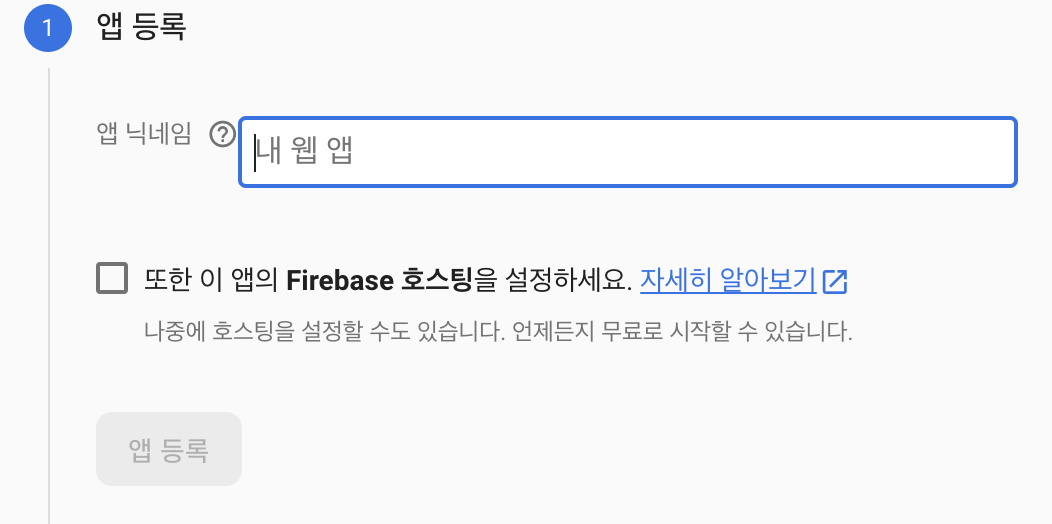 1 앱 등록
앱 닉네임 ? 내 웹 앱
또한 이 앱의 Firebase 호스팅을 설정하세요. 자세히 알아보기
나중에 호스팅을 설정할 수도 있습니다. 언제든지 무료로 시작할 수 있습니다.
앱 등록